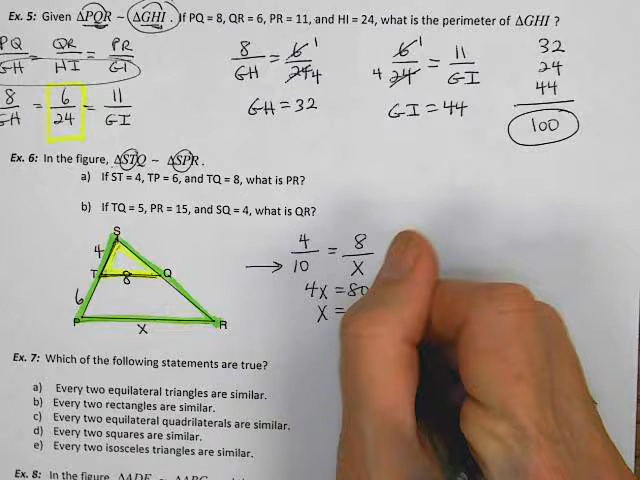 Ex. 5: Given ΔPQR ~ ΔGHI. If PQ = 8, QR = 6, PR = 11, and HI = 24, what is the perimeter of ΔGHI ?
PQ/GH = QR/HI = PR/GI
8/GH = 6/24 = 11/GI
8/GH = 6/24 1 4
GH = 32
6/24 1 4 = 11/GI
GI = 44
32
24
44
100
Ex. 6: In the figure, ΔSTQ ~ ΔSPR.
a) If ST = 4, TP = 6, and TQ = 8, what is PR?
b) If TQ = 5, PR = 15, and SQ = 4, what is QR?
S
4
T 8 Q
6
P X R
4/10 = 8/X
4X = 80
X =
Ex. 7: Which of the following statements are true?
a) Every two equilateral triangles are similar.
b) Every two rectangles are similar.
c) Every two equilateral quadrilaterals are similar.
d) Every two squares are similar.
e) Every two isosceles triangles are similar.
Ex. 8: In the figure, ΔADE